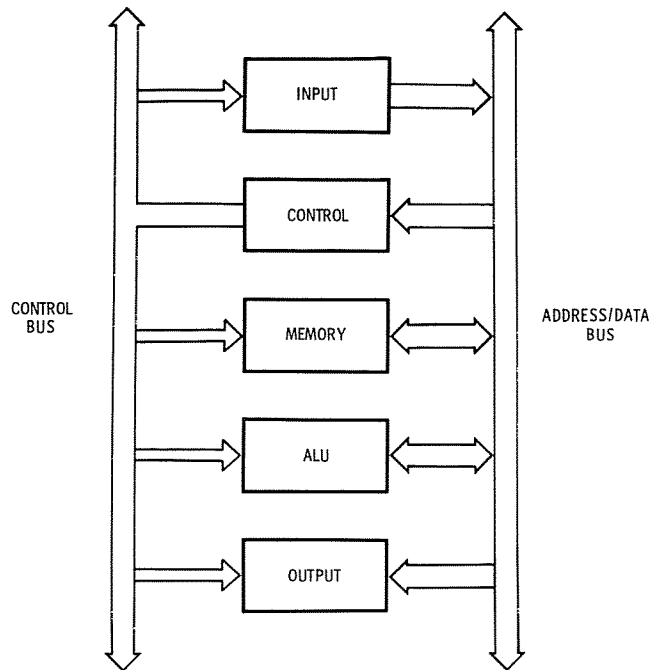 INPUT
CONTROL
CONTROL
BUS
MEMORY
ADDRESS/DATA
BUS
ALU
OUTPUT